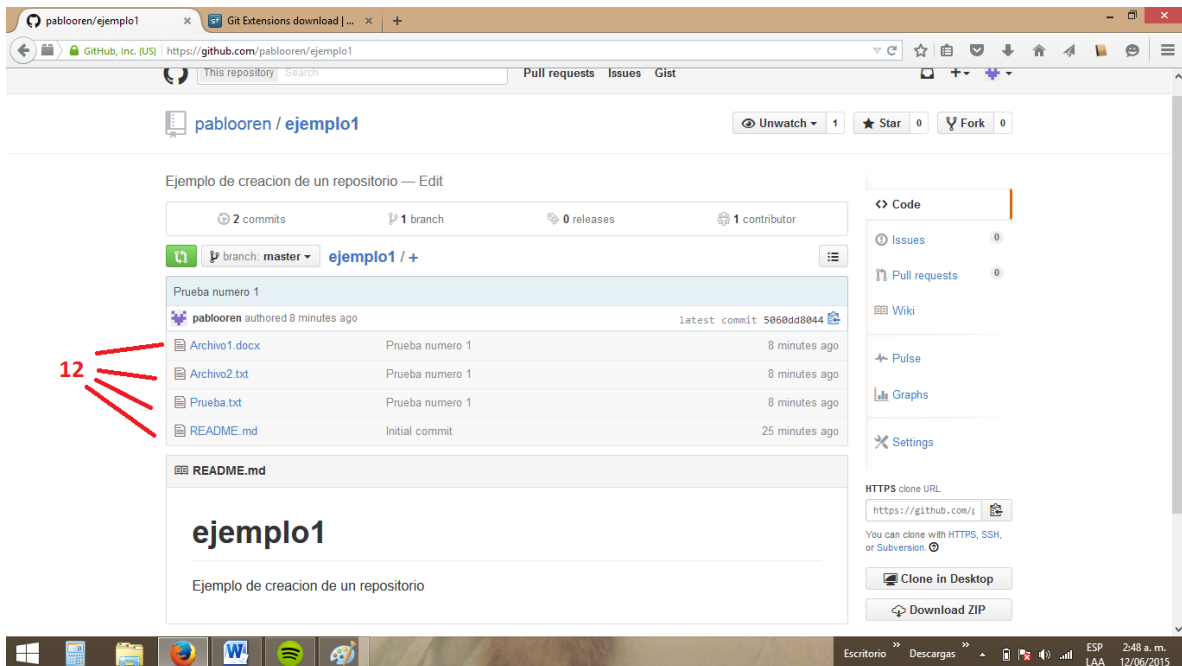 pablooren/ejemplo1 × Git Extensions download | ... × +
GitHub, Inc. (US) https://github.com/pablooren/ejemplo1
This repository Search Pull requests Issues Gist
pablooren / ejemplo1 Unwatch 1 Star 0 Fork 0
Ejemplo de creacion de un repositorio — Edit
2 commits 1 branch 0 releases 1 contributor
branch: master ejemplo1 / +
Prueba numero 1
pablooren authored 8 minutes ago latest commit 5060dd8044
Archivo1.docx Prueba numero 1 8 minutes ago
12
Archivo2.txt Prueba numero 1 8 minutes ago
Prueba.txt Prueba numero 1 8 minutes ago
README.md Initial commit 25 minutes ago
README.md
ejemplo1
Ejemplo de creacion de un repositorio
Code
Issues 0
Pull requests 0
Wiki
Pulse
Graphs
Settings
HTTPS clone URL
https://github.com/p
You can clone with HTTPS, SSH,
or Subversion.
Clone in Desktop
Download ZIP
Escritorio » Descargas » ESP 2:48 a. m.
LAA 12/06/2015